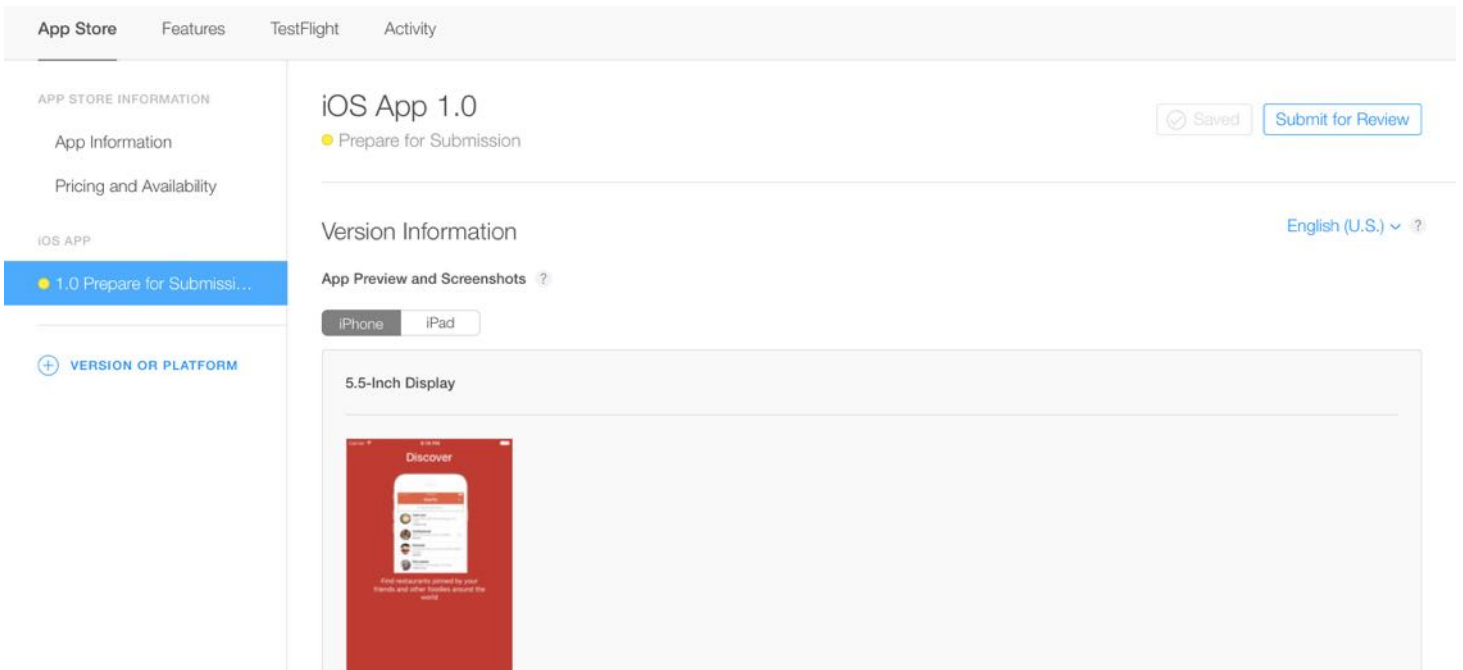 App Store Features TestFlight Activity
APP STORE INFORMATION
App Information
Pricing and Availability
iOS APP
1.0 Prepare for Submissi...
VERSION OR PLATFORM
iOS App 1.0
Prepare for Submission
Saved Submit for Review
Version Information
English (U.S.) ?
App Preview and Screenshots ?
iPhone iPad
5.5-Inch Display
Discover
Find restaurants pinned by your
friends and other foodies around the
world